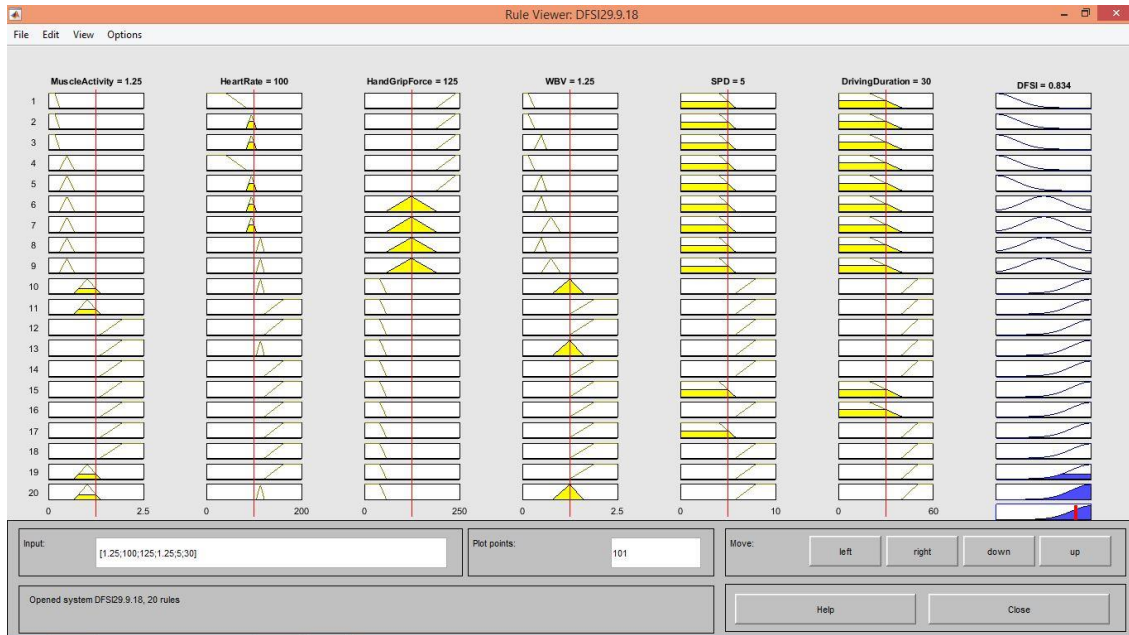 Rule Viewer: DFSI29.9.18
File Edit View Options
MuscleActivity = 1.25 HeartRate = 100 HandGripForce = 125 WBV = 1.25 SPD = 5 DrivingDuration = 30 DFSI = 0.834
1
2
3
4
5
6
7
8
9
10
11
12
13
14
15
16
17
18
19
20
0 2.5 0 200 0 250 0 2.5 0 10 0 60
Input: Plot points: Move:
[1.25;100;125;1.25;5;30] 101 left right down up
Opened system DFSI29.9.18, 20 rules Help Close